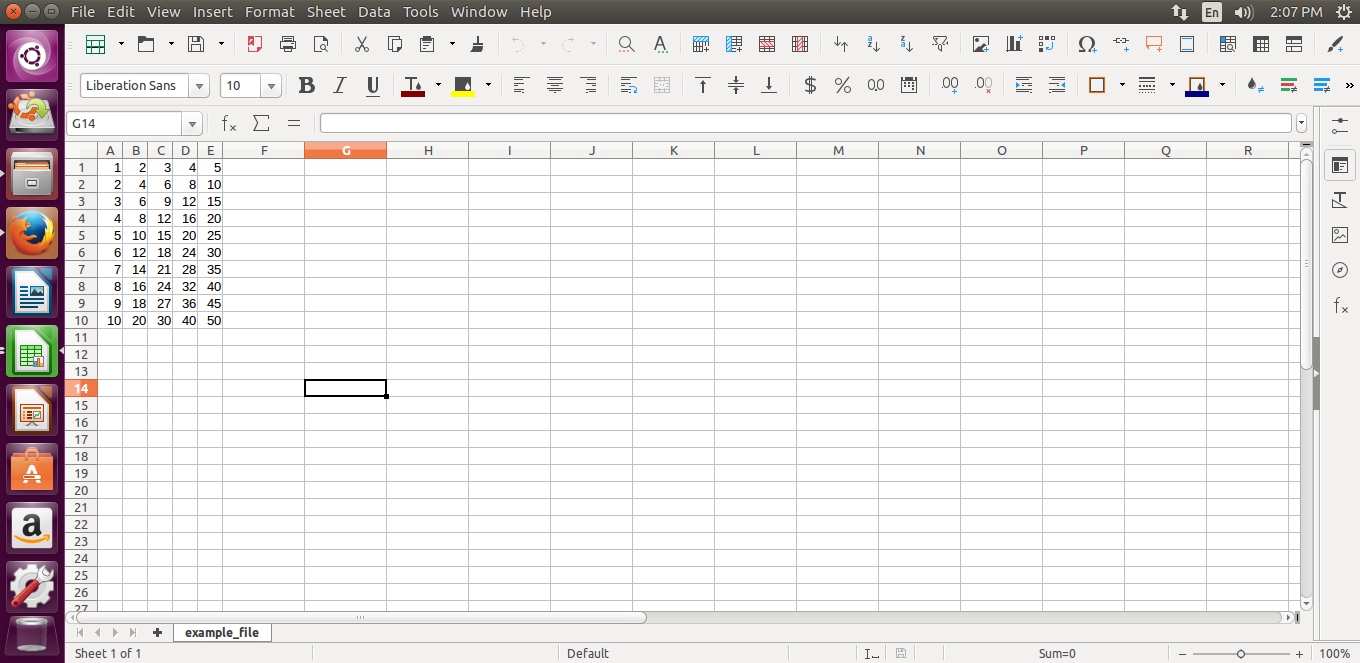 File Edit View Insert Format Sheet Data Tools Window Help En 2:07 PM
Liberation Sans 10
G14
A B C D E F G H I J K L M N O P Q R
1 1 2 3 4 5
2 2 4 6 8 10
3 3 6 9 12 15
4 4 8 12 16 20
5 5 10 15 20 25
6 6 12 18 24 30
7 7 14 21 28 35
8 8 16 24 32 40
9 9 18 27 36 45
10 10 20 30 40 50
11
12
13
14
15
16
17
18
19
20
21
22
23
24
25
26
27
example_file
Sheet 1 of 1 Default Sum=0 100%